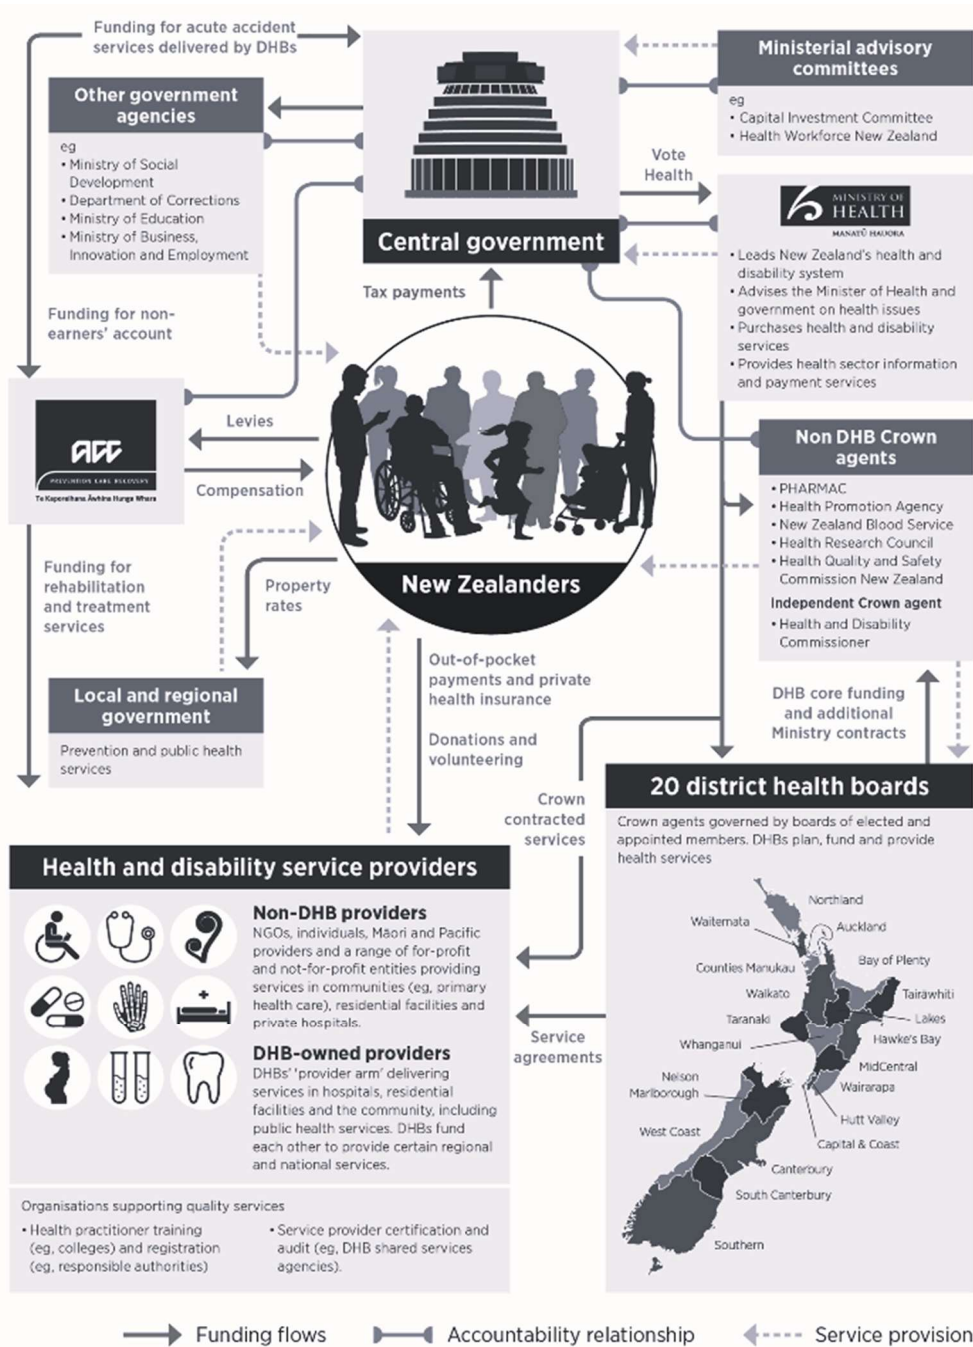 Funding for acute accident
services delivered by DHBs
Ministerial advisory
committees
eg
• Capital Investment Committee
• Health Workforce New Zealand
Other government
agencies
eg
• Ministry of Social
Development
• Department of Corrections
• Ministry of Education
• Ministry of Business,
Innovation and Employment
Vote
Health
Central government
MINISTRY OF
HEALTH
MANATŪ HAUORA
• Leads New Zealand's health and
disability system
• Advises the Minister of Health and
government on health issues
• Purchases health and disability
services
• Provides health sector information
and payment services
Tax payments
Funding for non-
earners' account
acc
PREVENTION CARE RECOVERY
Te Kaporeihana Āwhina Hunga Whara
Levies
Compensation
New Zealanders
Non DHB Crown
agents
• PHARMAC
• Health Promotion Agency
• New Zealand Blood Service
• Health Research Council
• Health Quality and Safety
Commission New Zealand
Independent Crown agent
• Health and Disability
Commissioner
Funding for
rehabilitation
and treatment
services
Property
rates
Local and regional
government
Prevention and public health
services
Out-of-pocket
payments and private
health insurance
Donations and
volunteering
DHB core funding
and additional
Ministry contracts
Crown
contracted
services
20 district health boards
Crown agents governed by boards of elected and
appointed members. DHBs plan, fund and provide
health services
Northland
Waitemata
Auckland
Counties Manukau
Bay of Plenty
Waikato
Tairāwhiti
Taranaki
Lakes
Whanganui
Hawke's Bay
MidCentral
Nelson
Marlborough
Wairarapa
Hutt Valley
West Coast
Capital & Coast
Canterbury
South Canterbury
Southern
Health and disability service providers
Non-DHB providers
NGOs, individuals, Māori and Pacific
providers and a range of for-profit
and not-for-profit entities providing
services in communities (eg, primary
health care), residential facilities and
private hospitals.
DHB-owned providers
DHBs' 'provider arm' delivering
services in hospitals, residential
facilities and the community, including
public health services. DHBs fund
each other to provide certain regional
and national services.
Service
agreements
Organisations supporting quality services
• Health practitioner training
(eg, colleges) and registration
(eg, responsible authorities)
• Service provider certification and
audit (eg, DHB shared services
agencies).
Funding flows
Accountability relationship
Service provision